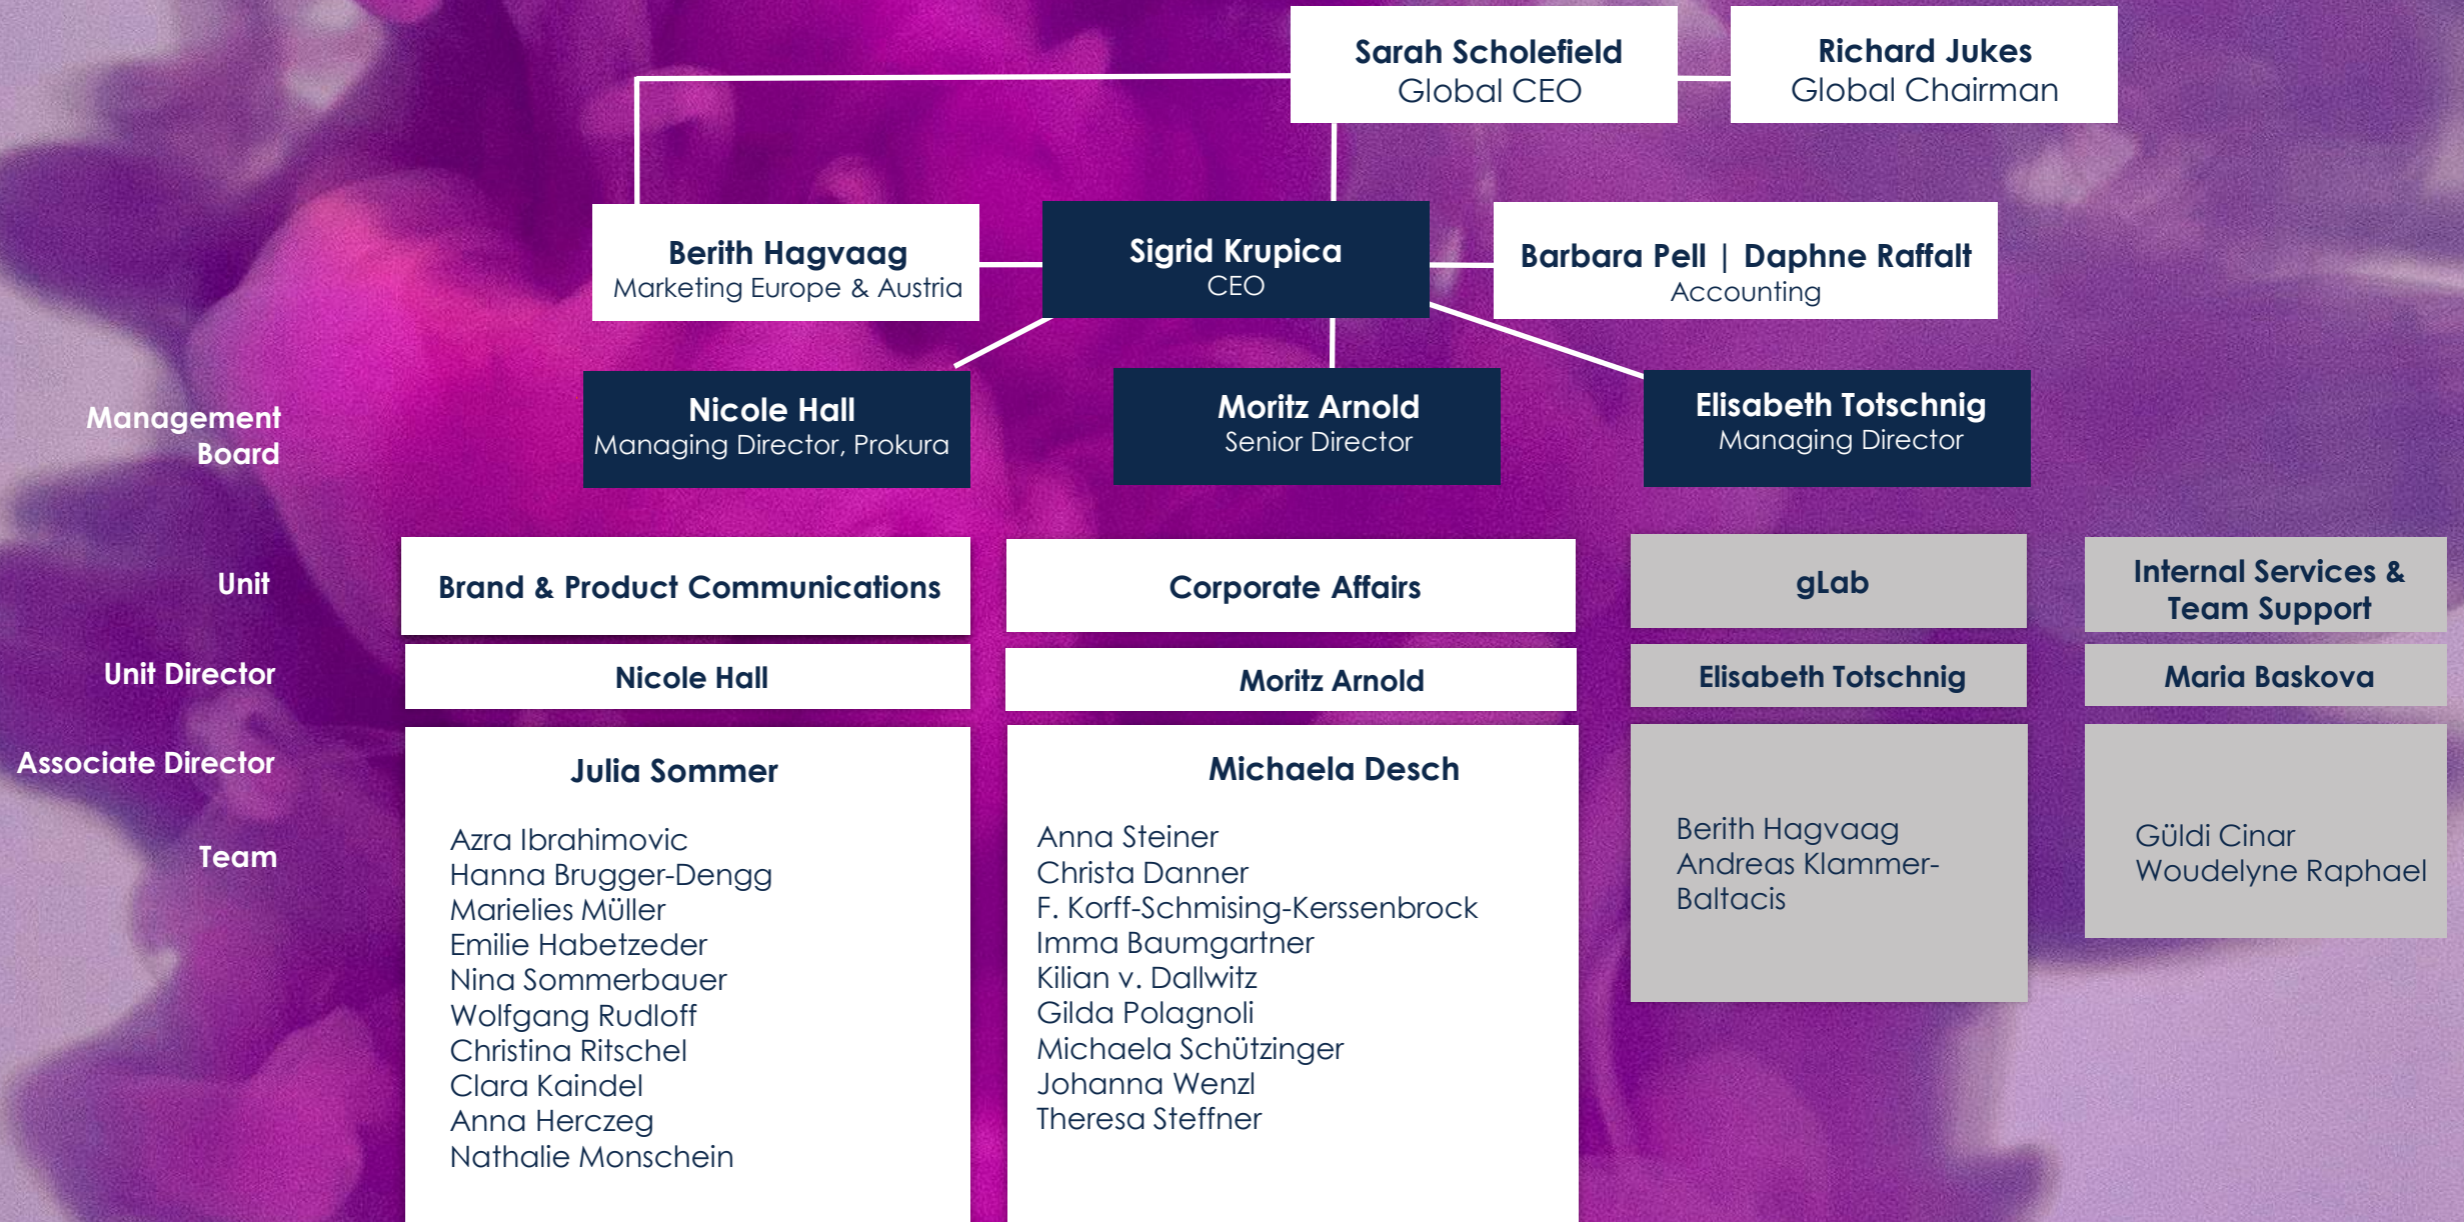 Sarah Scholefield
Global CEO
Richard Jukes
Global Chairman
Berith Hagvaag
Marketing Europe & Austria
Sigrid Krupica
CEO
Barbara Pell | Daphne Raffalt
Accounting
Management
Board
Nicole Hall
Managing Director, Prokura
Moritz Arnold
Senior Director
Elisabeth Totschnig
Managing Director
Unit
Brand & Product Communications
Corporate Affairs
gLab
Internal Services &
Team Support
Unit Director
Nicole Hall
Moritz Arnold
Elisabeth Totschnig
Maria Baskova
Associate Director
Julia Sommer
Michaela Desch
Team
Azra Ibrahimovic
Hanna Brugger-Dengg
Marielies Müller
Emilie Habetzeder
Nina Sommerbauer
Wolfgang Rudloff
Christina Ritschel
Clara Kaindel
Anna Herczeg
Nathalie Monschein
Anna Steiner
Christa Danner
F. Korff-Schmising-Kerssenbrock
Imma Baumgartner
Kilian v. Dallwitz
Gilda Polagnoli
Michaela Schützinger
Johanna Wenzl
Theresa Steffner
Berith Hagvaag
Andreas Klammer-
Baltacis
Güldi Cinar
Woudelyne Raphael